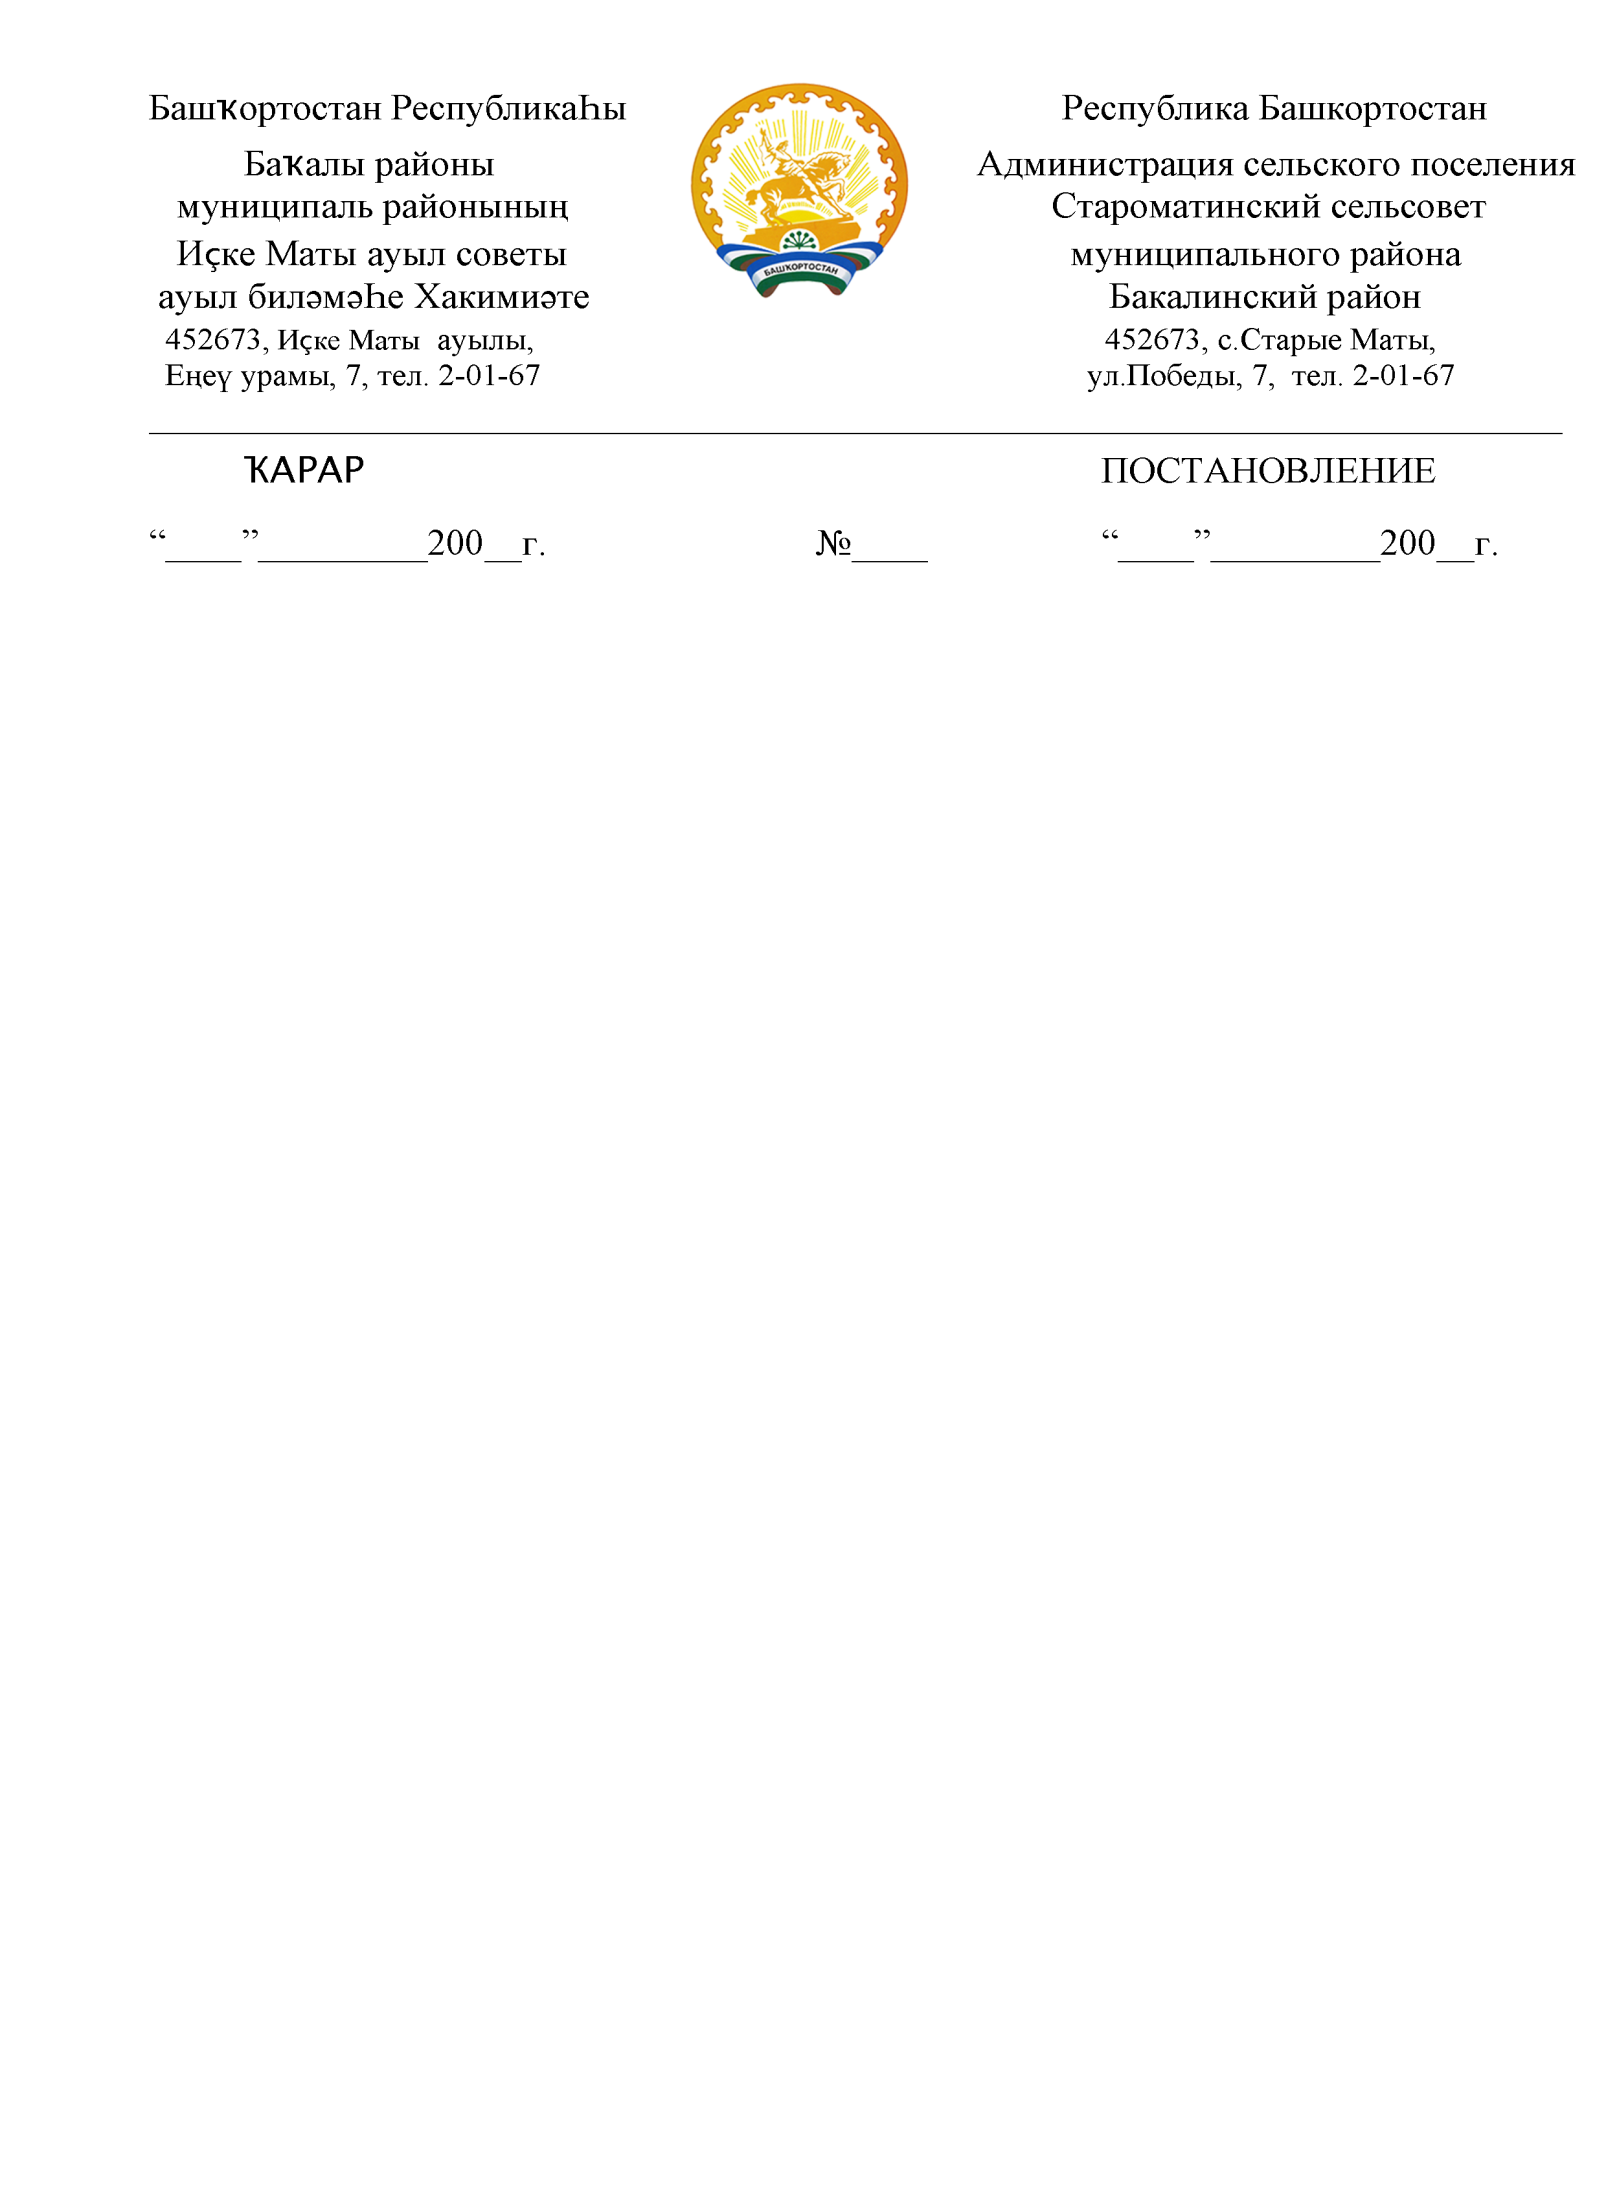 Башҡортостан РеспубликаҺы
Баҡалы районы
муниципаль районының
Иҫке Маты ауыл советы
ауыл биләмәҺе Хакимиәте
452673, Иҫке Маты  ауылы,
Еңеү урамы, 7, тел. 2-01-67
БАШҠОРТОСТАН
Республика Башкортостан
Администрация сельского поселения
Староматинский сельсовет
муниципального района
Бакалинский район
452673, с.Старые Маты,
ул.Победы, 7,  тел. 2-01-67
ҠАРАР ПОСТАНОВЛЕНИЕ
“____”_________200__г. №____ “____”_________200__г.